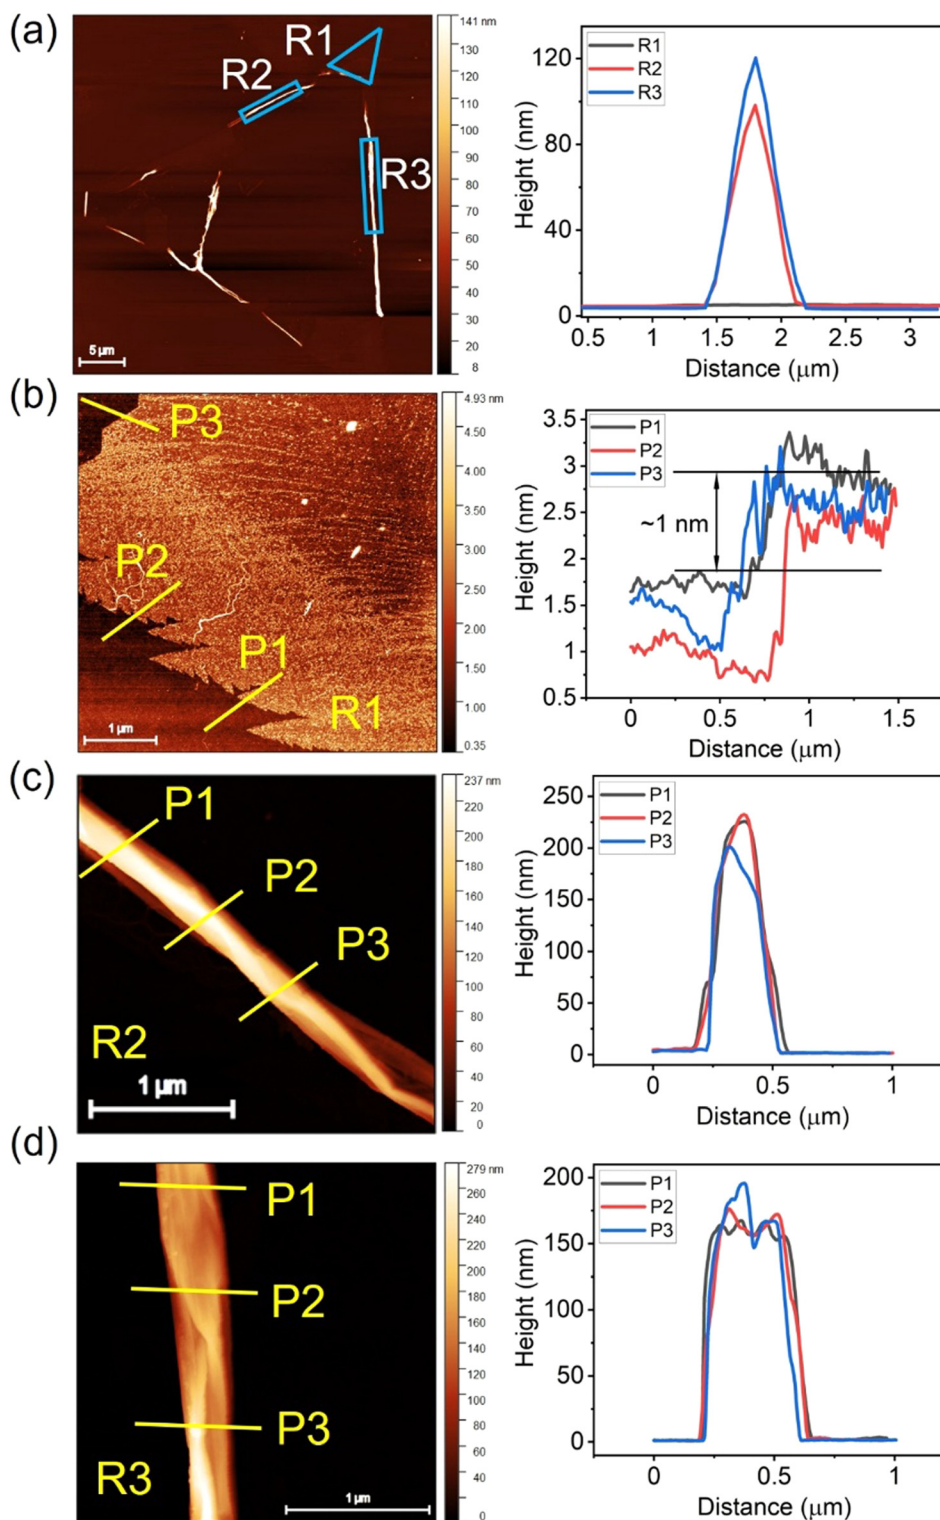 (a)
R1
R2
R3
5 µm
141 nm
130
120
110
100
90
80
70
60
50
40
30
20
8
Height (nm)
120
80
40
0
R1
R2
R3
0.5
1
1.5
2
2.5
3
Distance (μm)
(b)
P3
P2
P1
R1
1 µm
4.93 nm
4.50
4.00
3.50
3.00
2.50
2.00
1.50
1.00
0.35
Height (nm)
3.5
3
2.5
2
1.5
1
0.5
P1
P2
P3
~1 nm
0
0.5
1
1.5
Distance (μm)
(c)
P1
P2
P3
R2
1 µm
237 nm
220
200
180
160
140
120
100
80
60
40
20
0
Height (nm)
250
200
150
100
50
0
P1
P2
P3
0
0.5
1
Distance (μm)
(d)
P1
P2
P3
R3
1 µm
279 nm
260
240
220
200
180
160
140
120
100
80
60
40
0
Height (nm)
200
150
100
50
0
P1
P2
P3
0
0.5
1
Distance (μm)